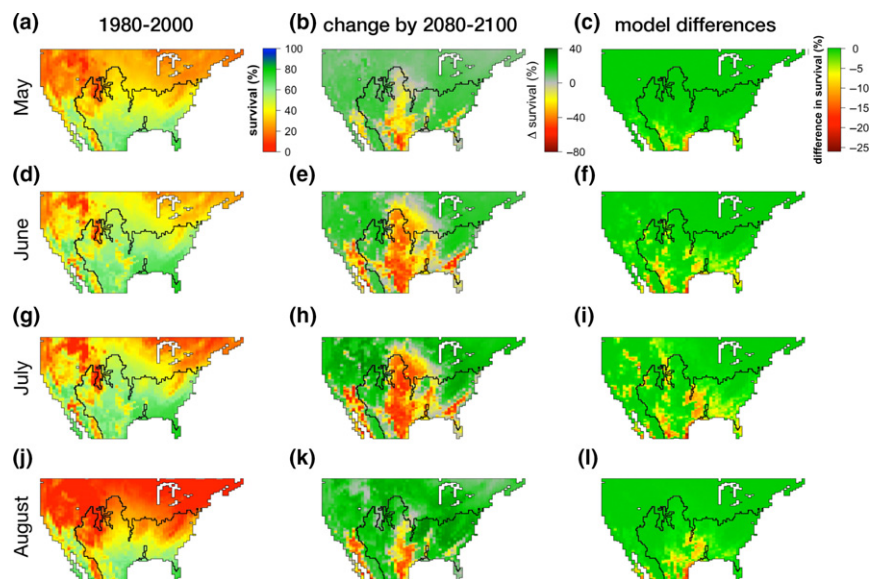 (a) 1980-2000 (b) change by 2080-2100 (c) model differences
May
survival (%)
100
80
60
40
20
0
Δ survival (%)
40
0
-40
-80
difference in survival (%)
0
-5
-10
-15
-20
-25
(d) (e) (f)
June
(g) (h) (i)
July
(j) (k) (l)
August